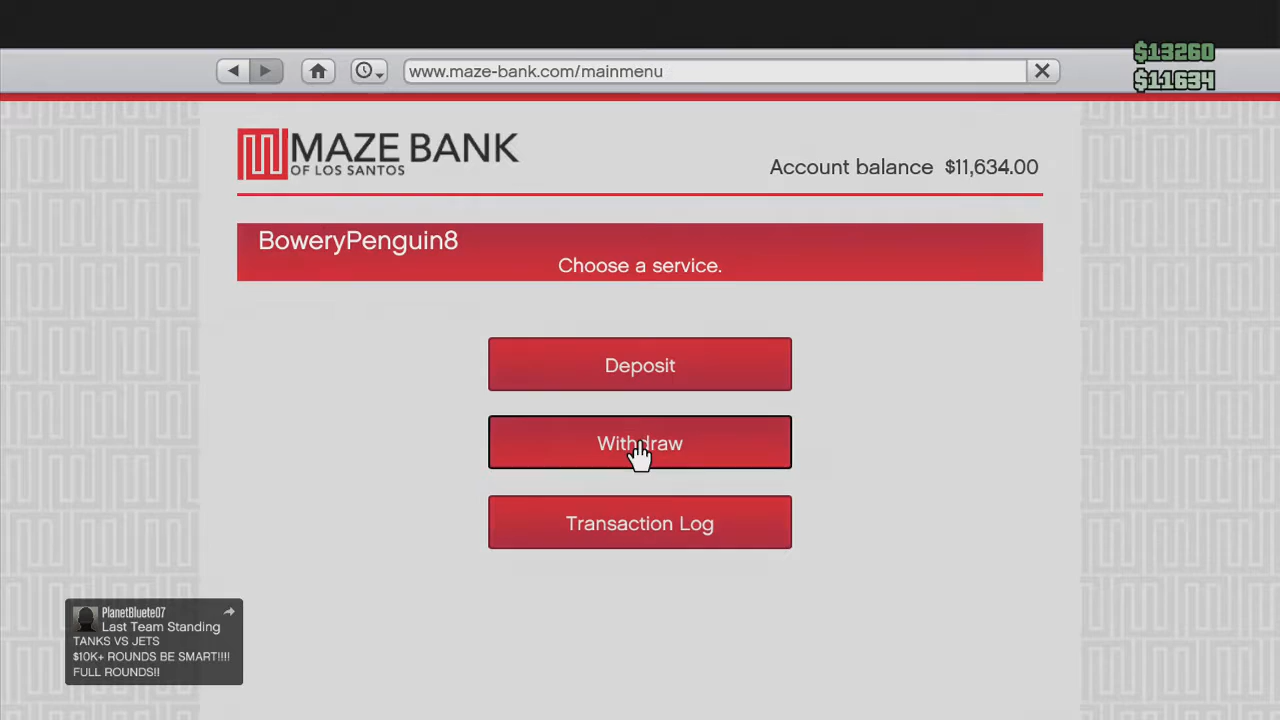 $13260
www.maze-bank.com/mainmenu
$11634
MAZE BANK
OF LOS SANTOS
Account balance $11,634.00
BoweryPenguin8
Choose a service.
Deposit
Withdraw
Transaction Log
PlanetBluete07
Last Team Standing
TANKS VS JETS
$10K+ ROUNDS BE SMART!!!!
FULL ROUNDS!!